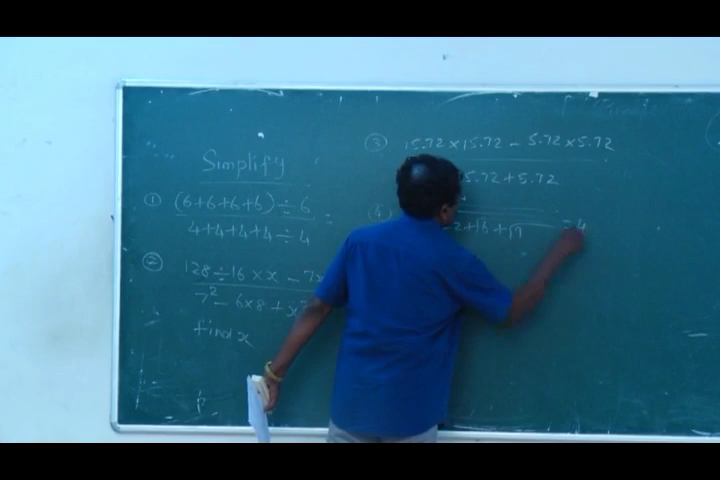 Simplify
① (6+6+6+6) ÷ 6 =
4+4+4+4 ÷ 4
② 128 ÷ 16 × x - 7x
7² - 6×8 + x
find x
③ 15.72 × 15.72 - 5.72 × 5.72
5.72 + 5.72
④
= 4